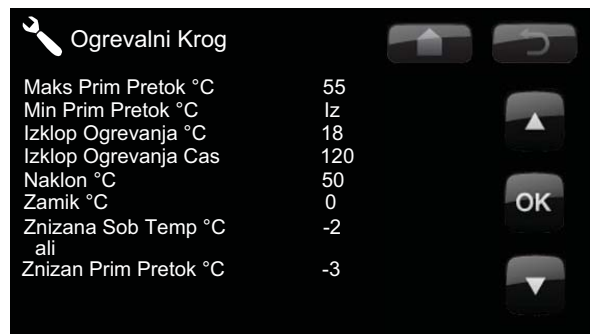 Ogrevalni Krog
Maks Prim Pretok °C 55
Min Prim Pretok °C Iz
Izklop Ogrevanja °C 18
Izklop Ogrevanja Cas 120
Naklon °C 50
Zamik °C 0
Znizana Sob Temp °C -2
ali
Znizan Prim Pretok °C -3
OK